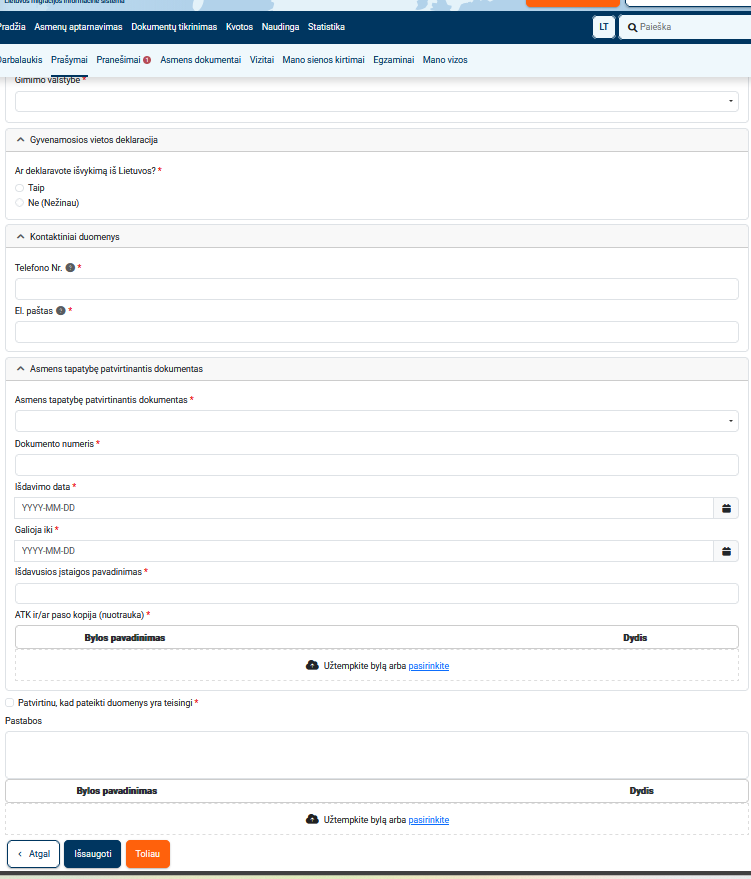 Lietuvos migracijos informacinė sistema
Pradžia Asmenų aptarnavimas Dokumentų tikrinimas Kvotos Naudinga Statistika LT Paieška
Darbalaukis Prašymai Pranešimai 1 Asmens dokumentai Vizitai Mano sienos kirtimai Egzaminai Mano vizos
Gimimo valstybė *
Gyvenamosios vietos deklaracija
Ar deklaravote išvykimą iš Lietuvos? *
Taip
Ne (Nežinau)
Kontaktiniai duomenys
Telefono Nr. ? *
El. paštas ? *
Asmens tapatybę patvirtinantis dokumentas
Asmens tapatybę patvirtinantis dokumentas *
Dokumento numeris *
Išdavimo data *
YYYY-MM-DD
Galioja iki *
YYYY-MM-DD
Išdavusios įstaigos pavadinimas *
ATK ir/ar paso kopija (nuotrauka) *
Bylos pavadinimas Dydis
Užtempkite bylą arba pasirinkite
Patvirtinu, kad pateikti duomenys yra teisingi *
Pastabos
Bylos pavadinimas Dydis
Užtempkite bylą arba pasirinkite
‹ Atgal Išsaugoti Toliau